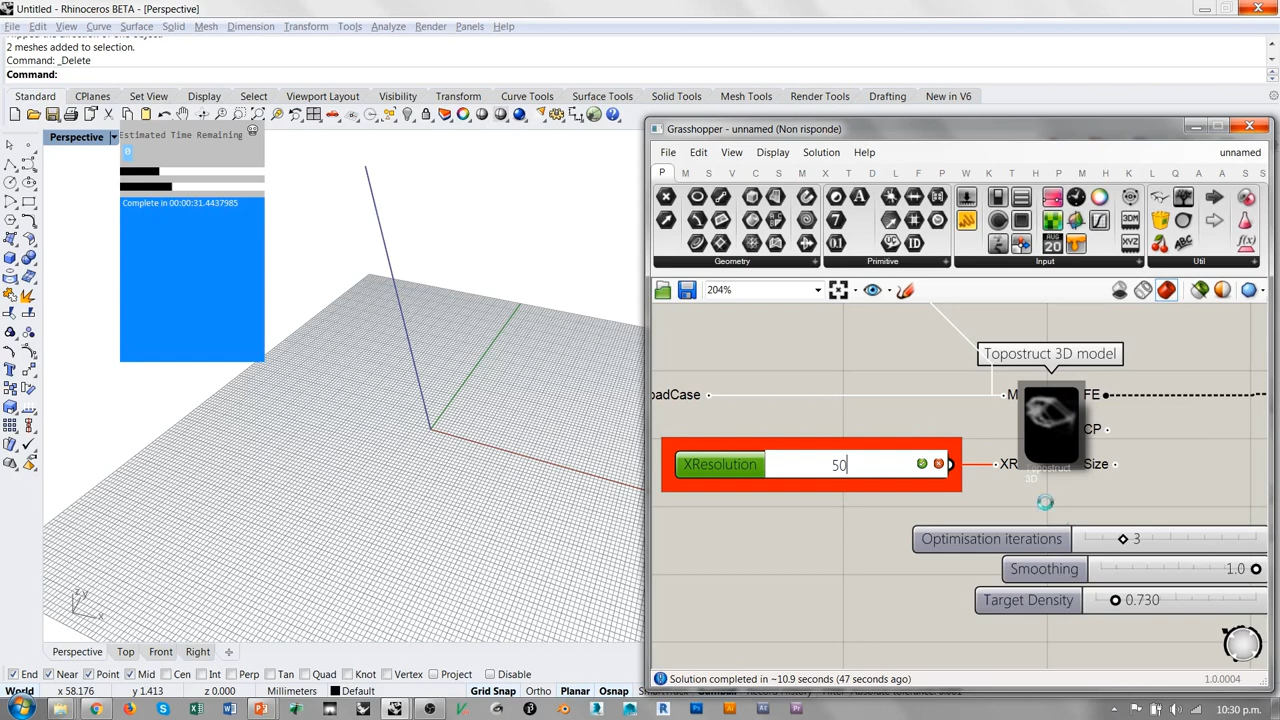 Untitled - Rhinoceros BETA - [Perspective]
File Edit View Curve Surface Solid Mesh Dimension Transform Tools Analyze Render Panels Help
2 meshes added to selection.
Command: _Delete
Command:
Standard CPlanes Set View Display Select Viewport Layout Visibility Transform Curve Tools Surface Tools Solid Tools Mesh Tools Render Tools Drafting New in V6
Perspective
Estimated Time Remaining
0
Complete in 00:00:31.4437985
Grasshopper - unnamed (Non risponde)
File Edit View Display Solution Help unnamed
P M S V C S M I D W T L A S B L F P M N K H E K H S
Geometry Primitive Input Util
204%
Topostruct 3D model
oadCase
M
FE
CP
XResolution 50
XR
Size
Topostruct
3D
Optimisation iterations 3
Smoothing 1.0
Target Density 0.730
z y
x
Perspective Top Front Right
End Near Point Mid Cen Int Perp Tan Quad Knot Vertex Project Disable
Solution completed in ~10.9 seconds (47 seconds ago) 1.0.0004
World x 58.176 y 1.413 z 0.000 Millimeters Default Grid Snap Ortho Planar Osnap
10:30 p.m.